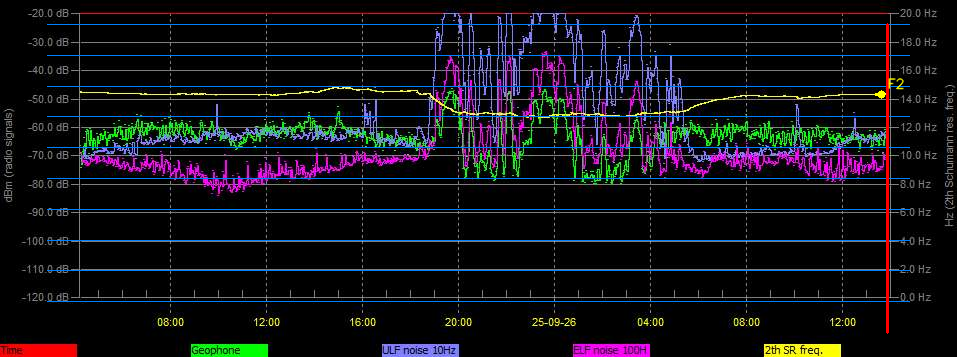 -20.0 dB
-30.0 dB
-40.0 dB
-50.0 dB
-60.0 dB
-70.0 dB
-80.0 dB
-90.0 dB
-100.0 dB
-110.0 dB
-120.0 dB
dBm (radio signals)
20.0 Hz
18.0 Hz
16.0 Hz
14.0 Hz
12.0 Hz
10.0 Hz
8.0 Hz
6.0 Hz
4.0 Hz
2.0 Hz
0.0 Hz
Hz (2th Schumann res. freq.)
F2
08:00 12:00 16:00 20:00 25-09-26 04:00 08:00 12:00
Time Geophone ULF noise 10Hz ELF noise 100H 2th SR freq.